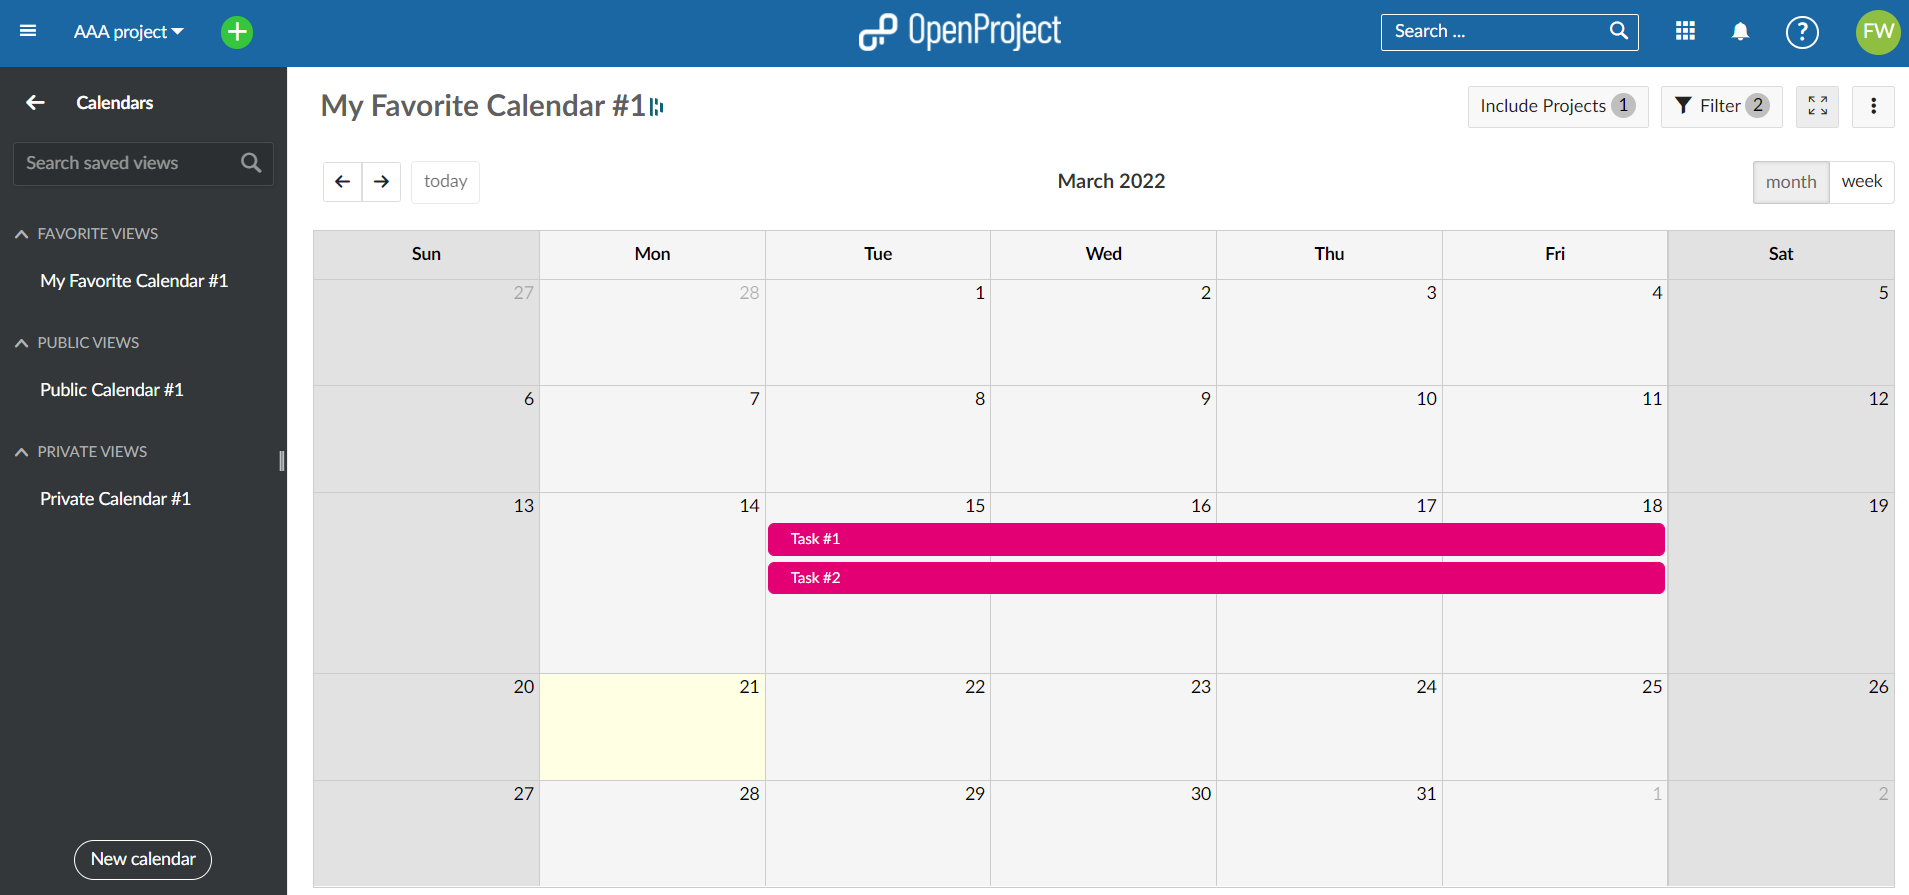 AAA project
OpenProject
Search ...
?
FW
Calendars
Search saved views
FAVORITE VIEWS
My Favorite Calendar #1
PUBLIC VIEWS
Public Calendar #1
PRIVATE VIEWS
Private Calendar #1
New calendar
My Favorite Calendar #1
Include Projects 1
Filter 2
today
March 2022
month week
Sun Mon Tue Wed Thu Fri Sat
27 28 1 2 3 4 5
6 7 8 9 10 11 12
13 14 15 16 17 18 19
Task #1
Task #2
20 21 22 23 24 25 26
27 28 29 30 31 1 2